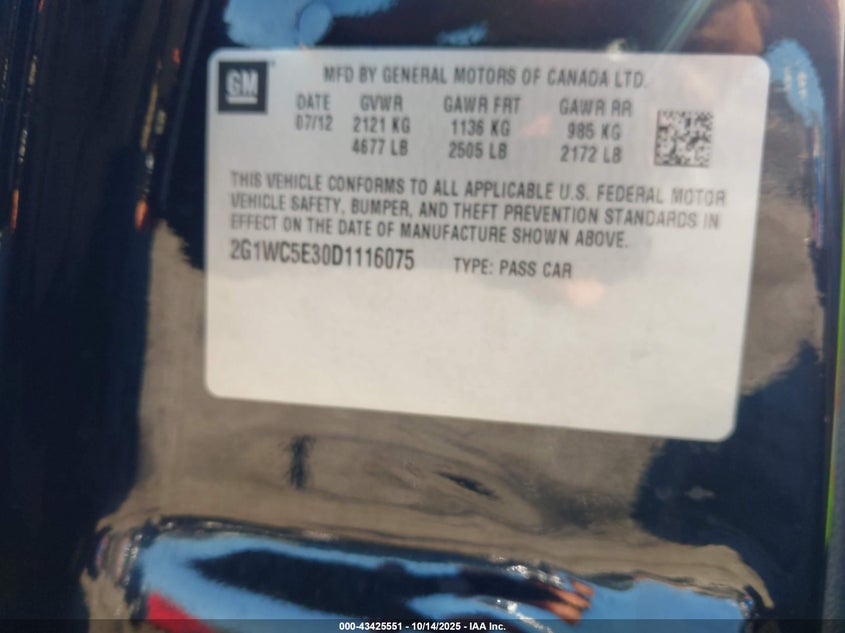 GM
MFD BY GENERAL MOTORS OF CANADA LTD.
DATE GVWR GAWR FRT GAWR RR
07/12 2121 KG 1136 KG 985 KG
4677 LB 2505 LB 2172 LB
THIS VEHICLE CONFORMS TO ALL APPLICABLE U.S. FEDERAL MOTOR
VEHICLE SAFETY, BUMPER, AND THEFT PREVENTION STANDARDS IN
EFFECT ON THE DATE OF MANUFACTURE SHOWN ABOVE.
2G1WC5E30D1116075 TYPE: PASS CAR
000-43425551 - 10/14/2025 - IAA Inc.